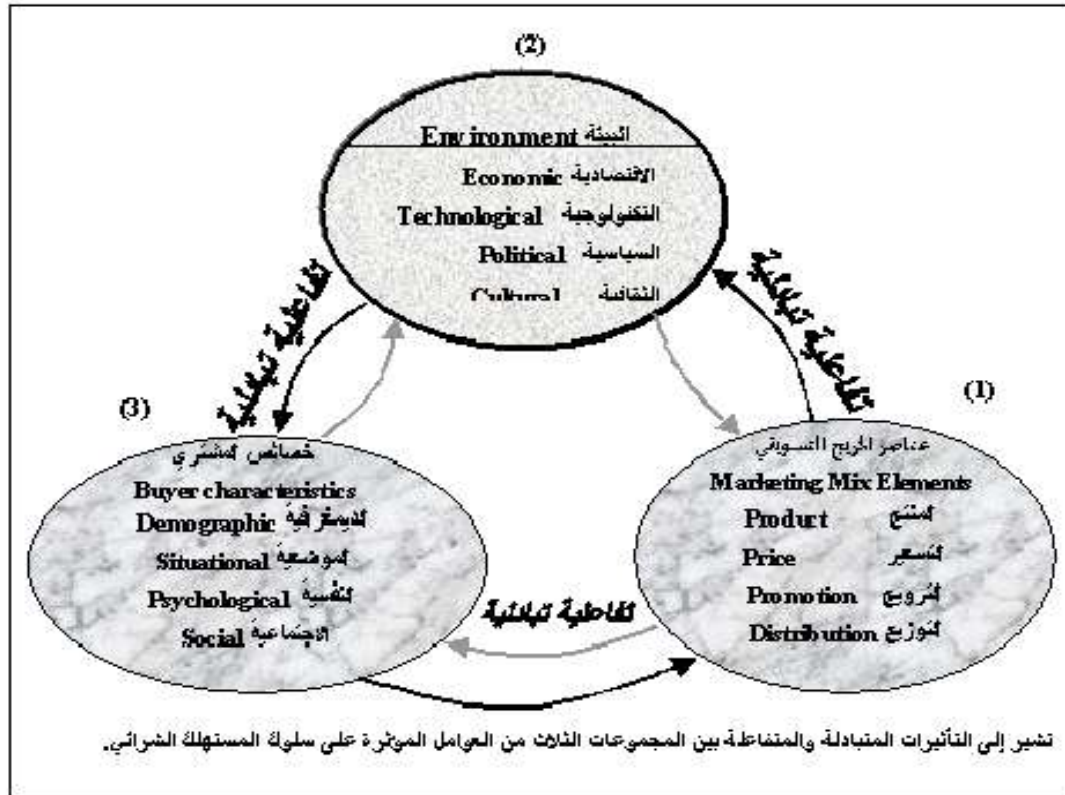 (2)
Environment البيئة
Economic الاقتصادية
Technological التكنولوجية
Political السياسية
Cultural الثقافية
تفاعلية تبادلية
تفاعلية تبادلية
(1)
عناصر المزيج التسويقي
Marketing Mix Elements
Product المنتج
Price التسعير
Promotion الترويج
Distribution التوزيع
(3)
خصائص المشتري
Buyer characteristics
Demographic الديمغرافية
Situational الموضعية
Psychological النفسية
Social الاجتماعية
تفاعلية تبادلية
تشير إلى التأثيرات المتبادلة والمتفاعلة بين المجموعات الثلاث من العوامل الموثرة على سلوك المستهلك الشرائي.